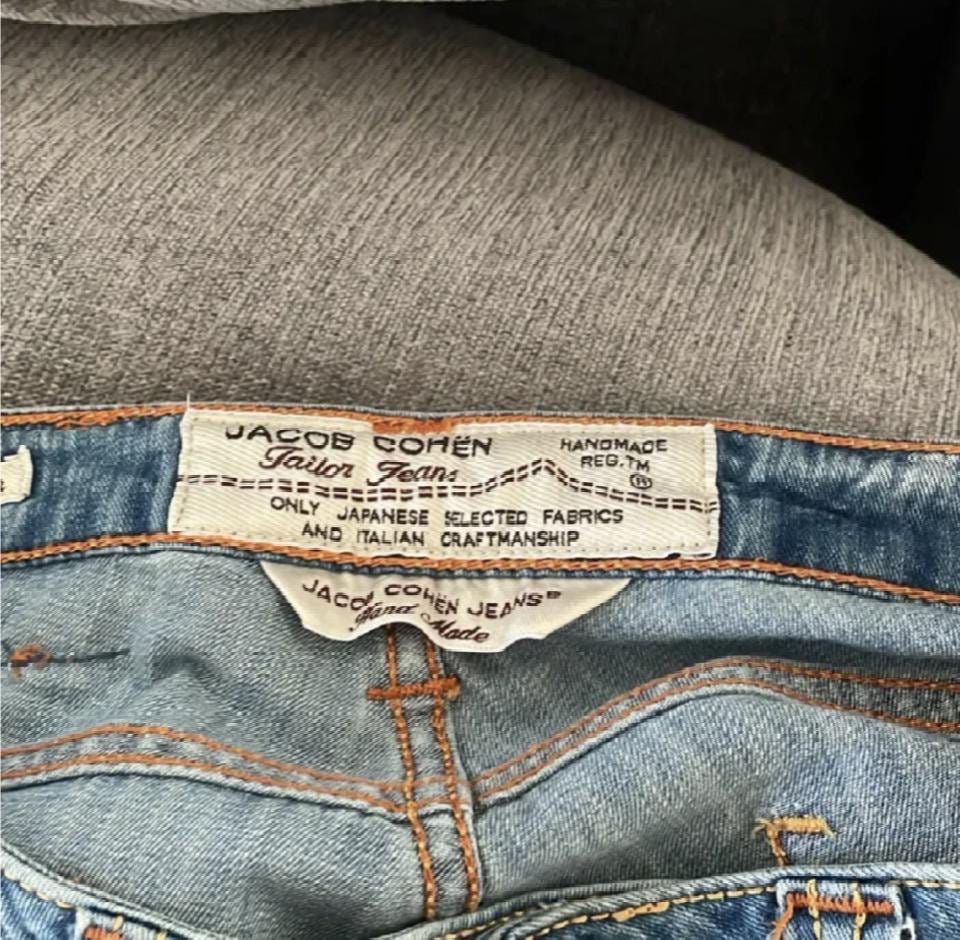 JACOB COHËN HANDMADE
Tailor Jeans REG.TM
®
ONLY JAPANESE SELECTED FABRICS
AND ITALIAN CRAFTMANSHIP
JACOB COHËN JEANS®
Hand Made